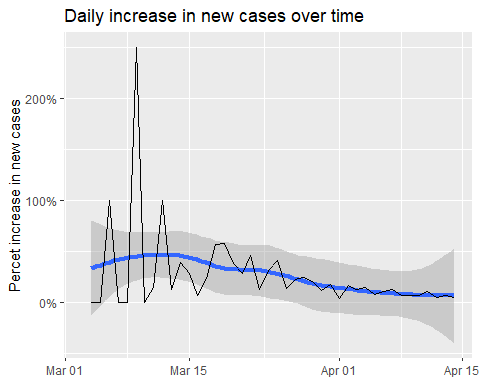 Daily increase in new cases over time
Percet increase in new cases
200%
100%
0%
Mar 01
Mar 15
Apr 01
Apr 15